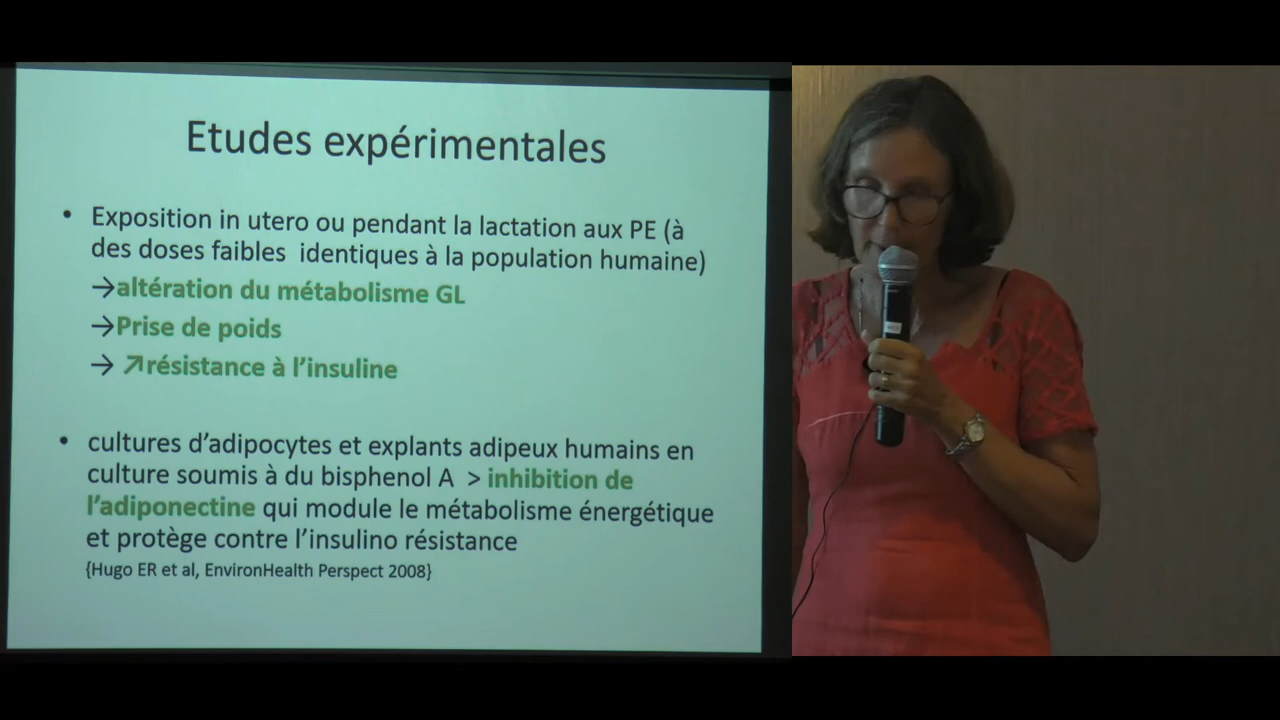 Etudes expérimentales
• Exposition in utero ou pendant la lactation aux PE (à
des doses faibles identiques à la population humaine)
→altération du métabolisme GL
→Prise de poids
→ ↗résistance à l'insuline
• cultures d'adipocytes et explants adipeux humains en
culture soumis à du bisphenol A > inhibition de
l'adiponectine qui module le métabolisme énergétique
et protège contre l'insulino résistance
{Hugo ER et al, EnvironHealth Perspect 2008}